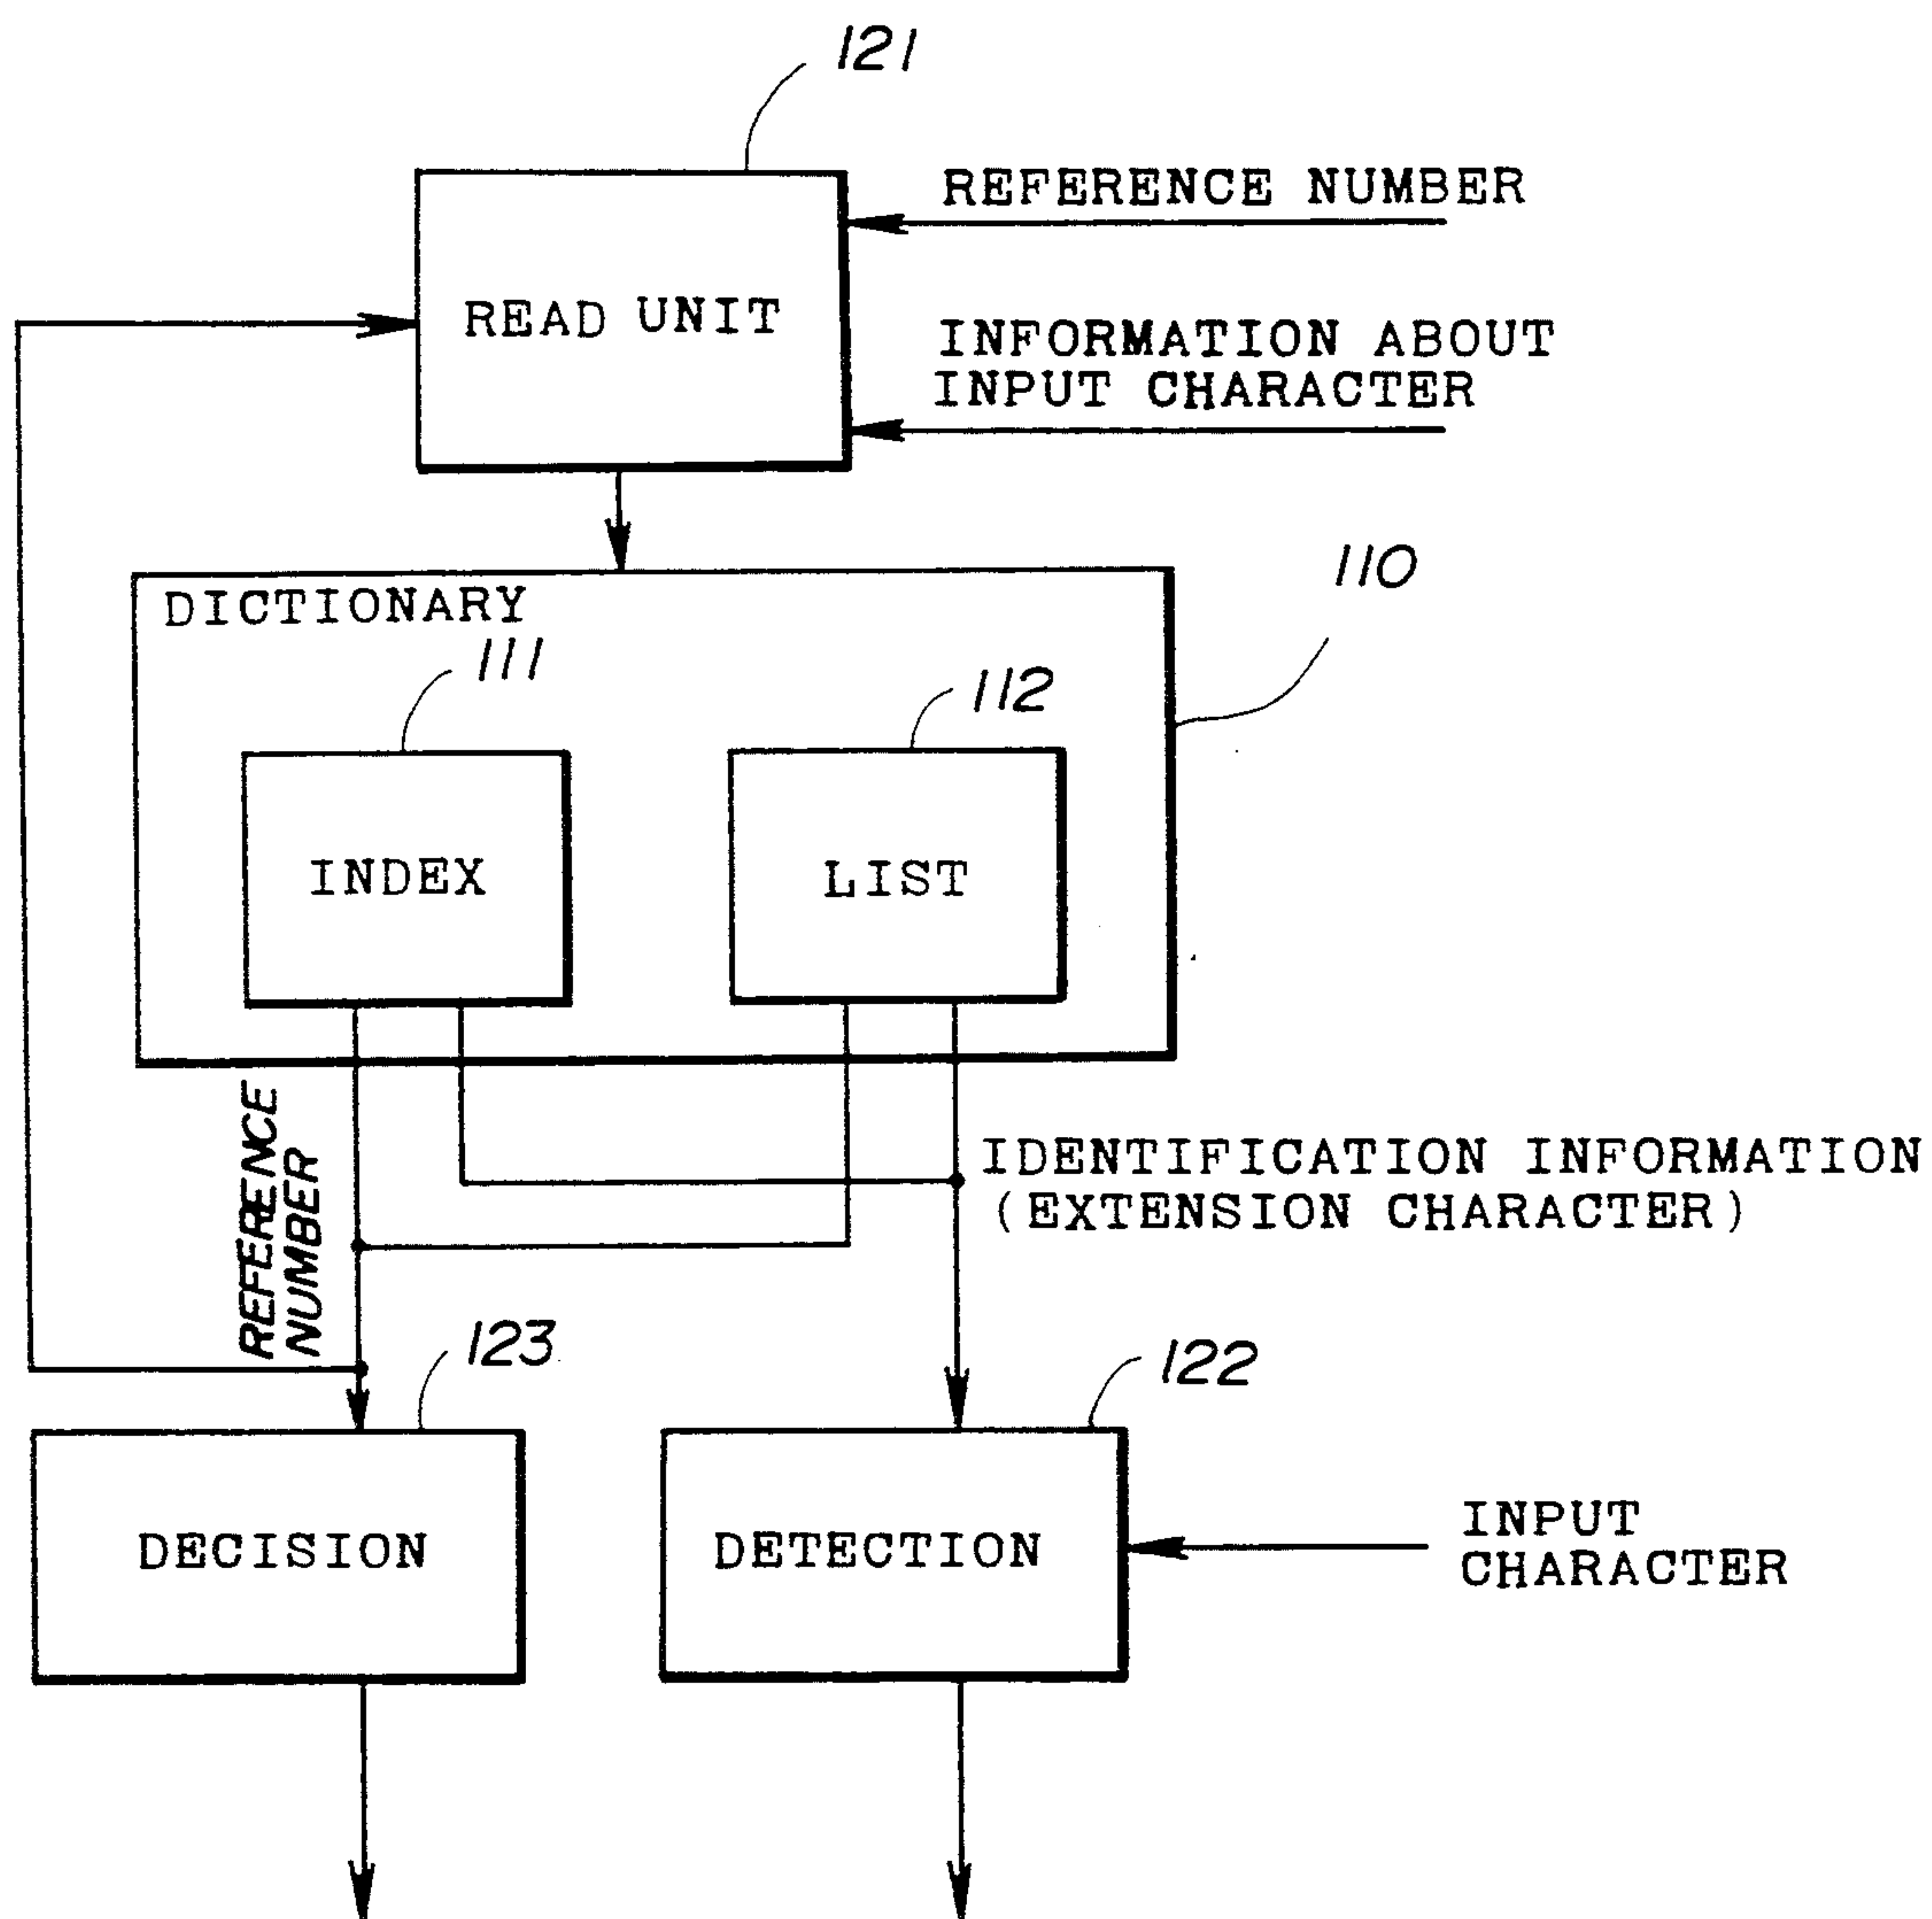 121
REFERENCE NUMBER
READ UNIT
INFORMATION ABOUT
INPUT CHARACTER
110
DICTIONARY
111
112
INDEX
LIST
REFERENCE
NUMBER
IDENTIFICATION INFORMATION
(EXTENSION CHARACTER)
123
122
DECISION
DETECTION
INPUT
CHARACTER